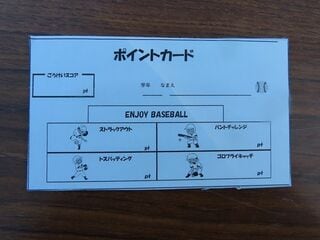 ポイントカード
ごうけいスコア
pt
学年 なまえ
ENJOY BASEBALL
ストラックアウト
pt
バントチャレンジ
pt
トスバッティング
pt
ゴロフライキャッチ
pt